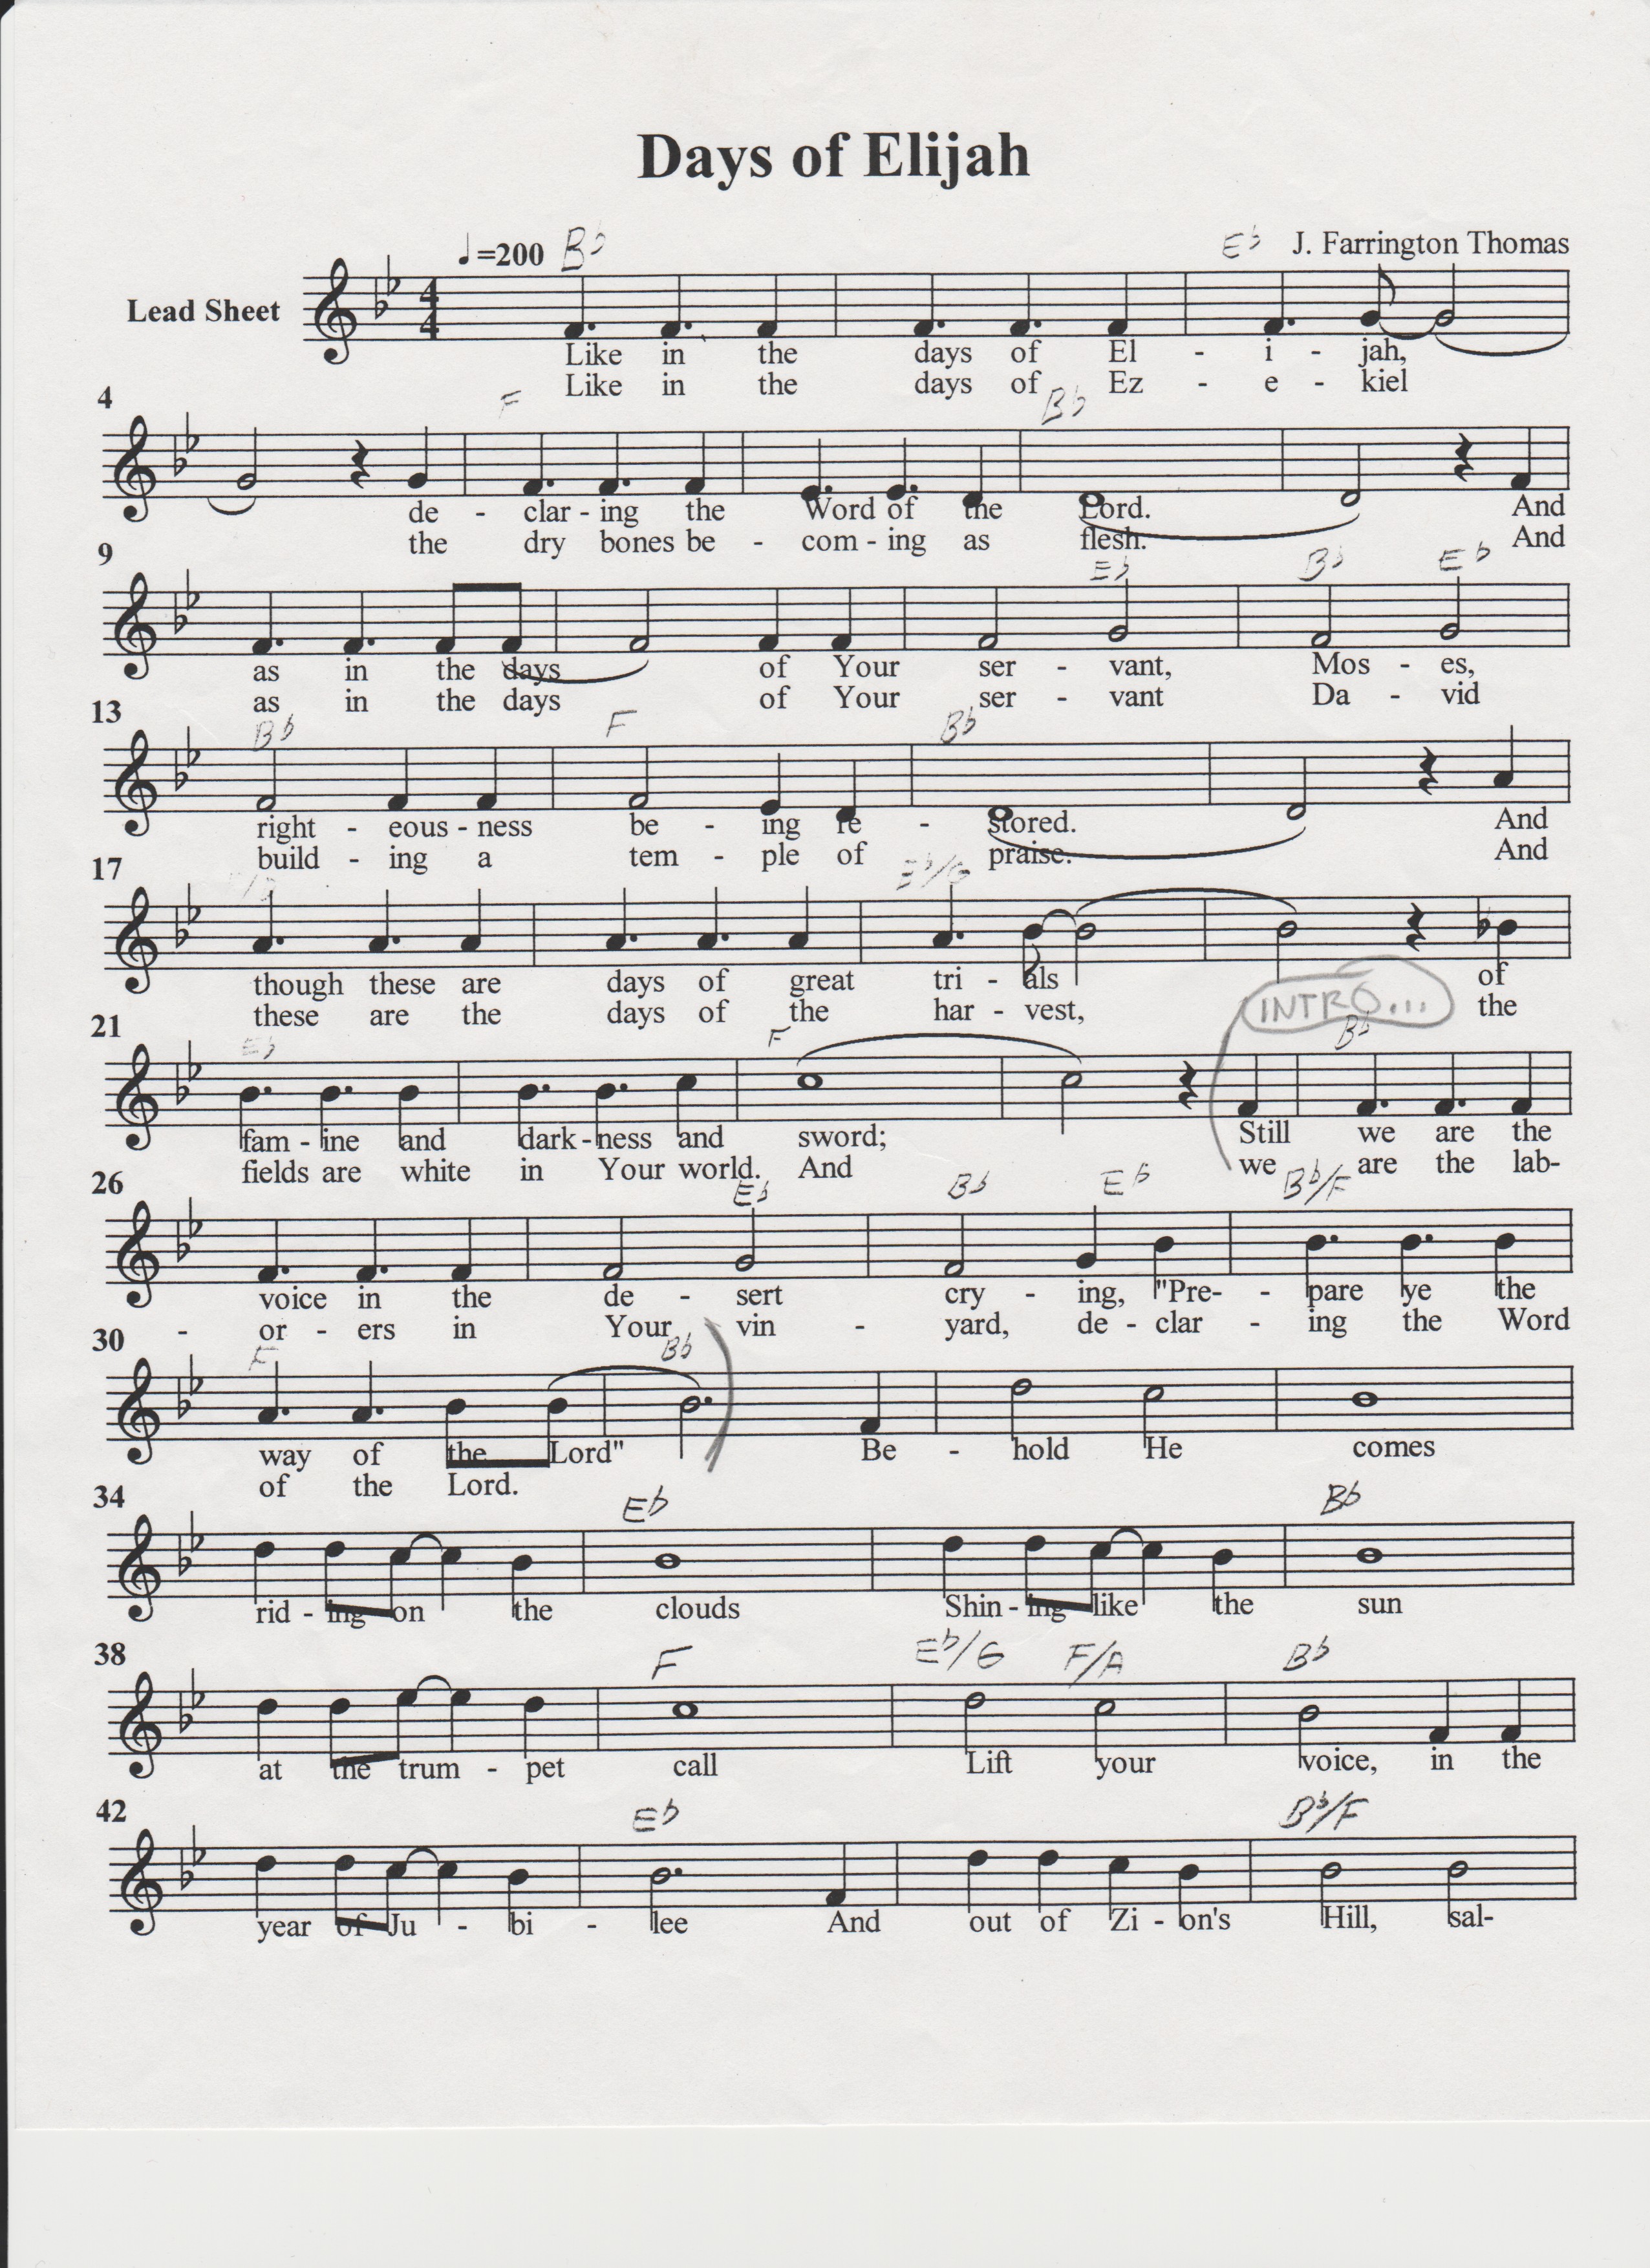 Days of Elijah
♩=200 B♭ E♭ J. Farrington Thomas
Lead Sheet
4
4
Like in the days of El - i - jah,
Like in the days of Ez - e - kiel
4 F B♭
de - clar - ing the Word of the Lord. And
the dry bones be - com - ing as flesh. And
9 E♭ B♭ E♭
as in the days of Your ser - vant, Mos - es,
as in the days of Your ser - vant Da - vid
13 B♭ F B♭
right - eous - ness be - ing re - stored. And
build - ing a tem - ple of praise. And
17 E♭/G
though these are days of great tri - als of
these are the days of the har - vest, the
INTRO...
21 E♭ F B♭
fam - ine and dark - ness and sword; Still we are the
fields are white in Your world. And we are the lab-
26 E♭ B♭ E♭ B♭/F
voice in the de - sert cry - ing, "Pre- - pare ye the
- or - ers in Your vin - yard, de - clar - ing the Word
30 F B♭
way of the Lord" Be - hold He comes
of the Lord.
34 E♭ B♭
rid - ing on the clouds Shin - ing like the sun
38 F E♭/G F/A B♭
at the trum - pet call Lift your voice, in the
42 E♭ B♭/F
year of Ju - bi - lee And out of Zi - on's Hill, sal-